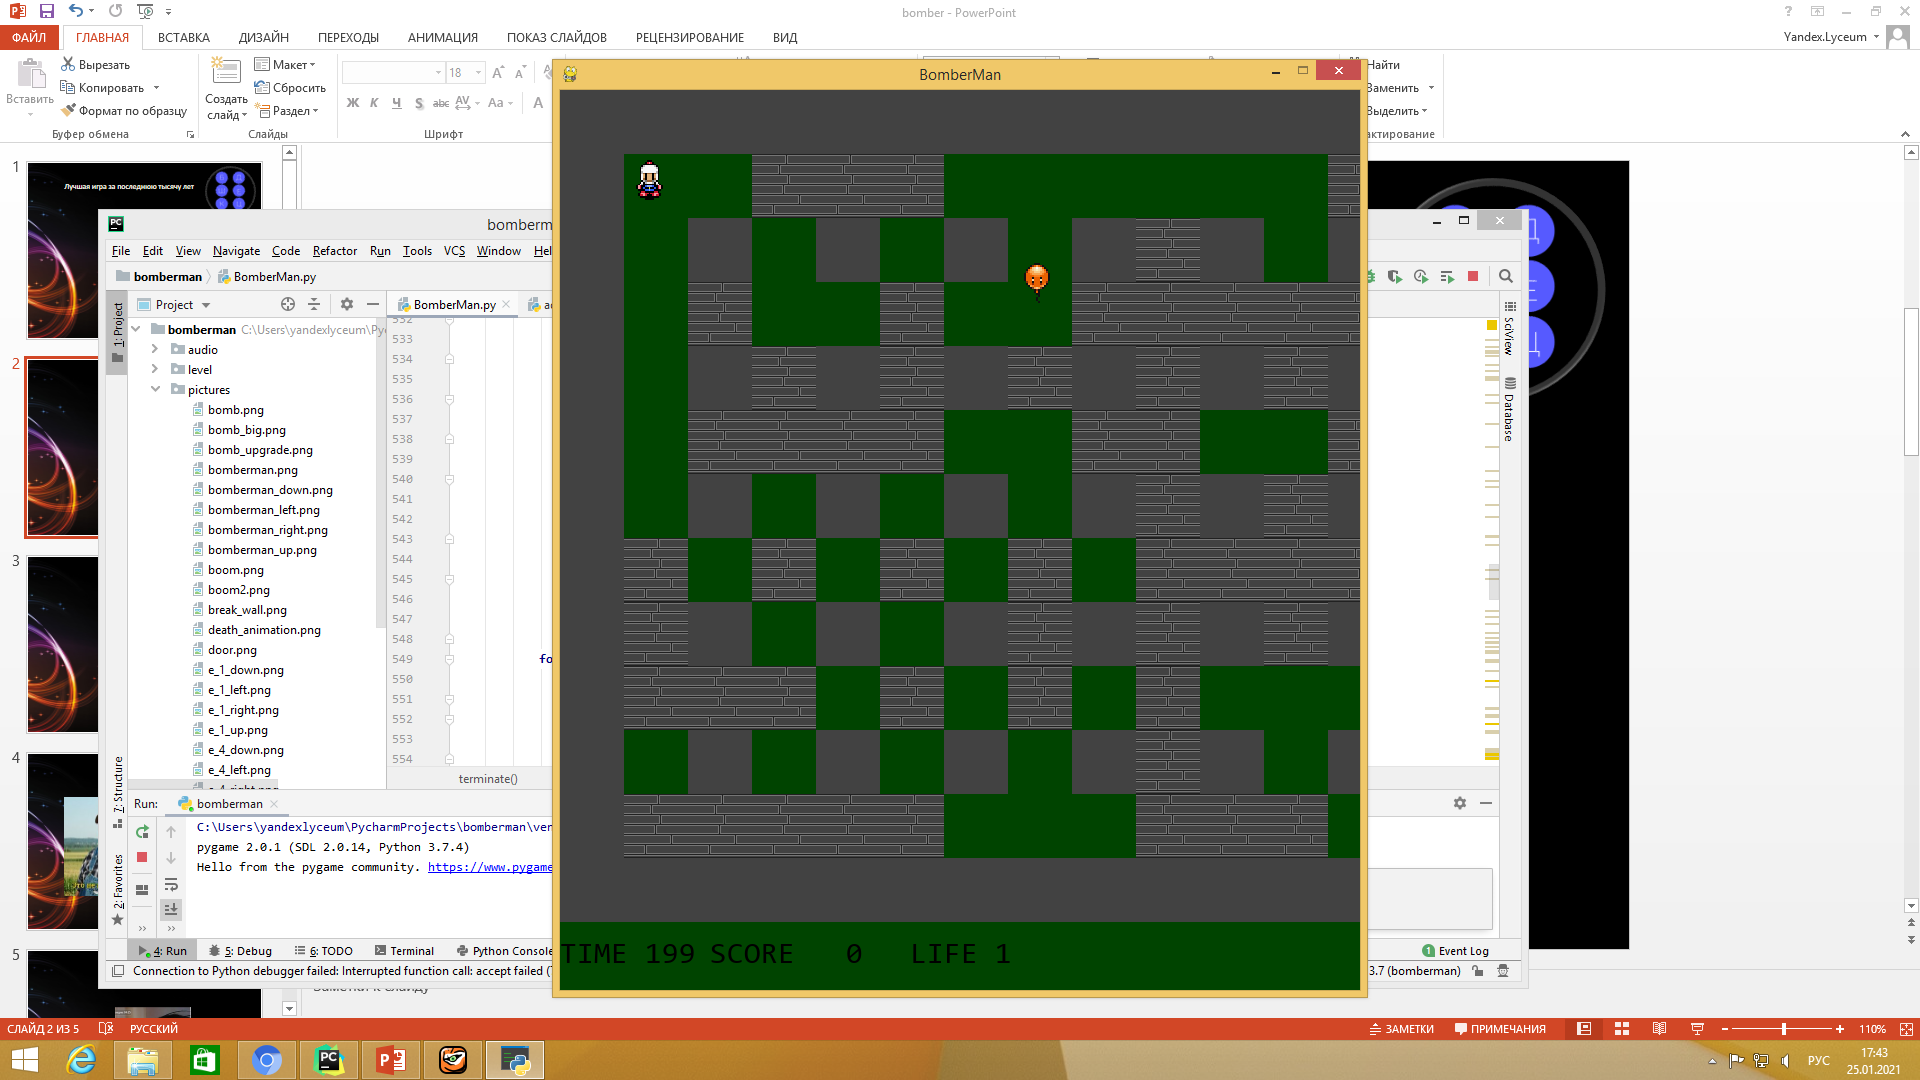 bomber - PowerPoint
ФАЙЛ ГЛАВНАЯ ВСТАВКА ДИЗАЙН ПЕРЕХОДЫ АНИМАЦИЯ ПОКАЗ СЛАЙДОВ РЕЦЕНЗИРОВАНИЕ ВИД
Yandex.Lyceum
Вставить
Вырезать
Копировать
Формат по образцу
Буфер обмена
Создать слайд
Макет
Сбросить
Раздел
Слайды
18
Ж К Ч S abc AV Aa A
Шрифт
Найти
Заменить
Выделить
1
Лучшая игра за последнюю тысячу лет
2
3
4
5
File Edit View Navigate Code Refactor Run Tools VCS Window
bomberman BomberMan.py
Project
BomberMan.py
1: Project
bomberman C:\Users\yandexlyceum\Py
audio
level
pictures
bomb.png
bomb_big.png
bomb_upgrade.png
bomberman.png
bomberman_down.png
bomberman_left.png
bomberman_right.png
bomberman_up.png
boom.png
boom2.png
break_wall.png
death_animation.png
door.png
e_1_down.png
e_1_left.png
e_1_right.png
e_1_up.png
e_4_down.png
e_4_left.png
533
534
535
536
537
538
539
540
541
542
543
544
545
546
547
548
549 fo
550
551
552
553
554
terminate()
7: Structure
2: Favorites
SciView
Database
Run: bomberman
C:\Users\yandexlyceum\PycharmProjects\bomberman\ven
pygame 2.0.1 (SDL 2.0.14, Python 3.7.4)
Hello from the pygame community. https://www.pygame
4: Run 5: Debug 6: TODO Terminal Python Console
Event Log
Connection to Python debugger failed: Interrupted function call: accept failed
3.7 (bomberman)
BomberMan
TIME 199 SCORE 0 LIFE 1
СЛАЙД 2 ИЗ 5 РУССКИЙ
ЗАМЕТКИ ПРИМЕЧАНИЯ
110%
РУС
17:43
25.01.2021